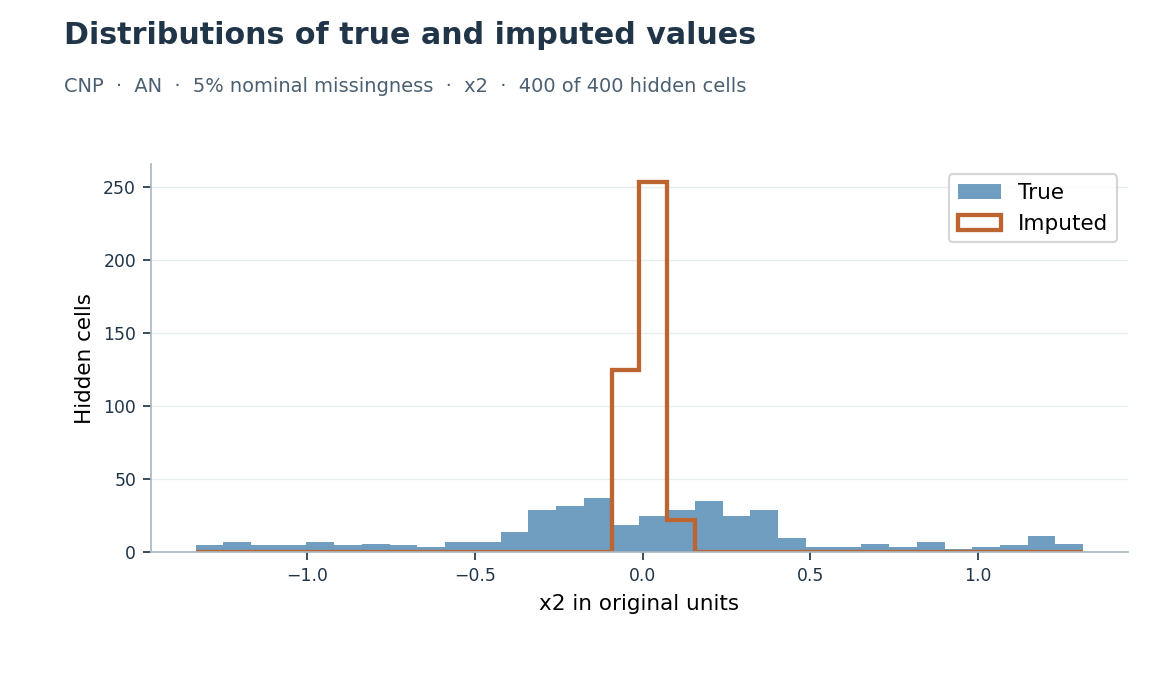 Distributions of true and imputed values
CNP · AN · 5% nominal missingness · x2 · 400 of 400 hidden cells
True
Imputed
Hidden cells
250
200
150
100
50
0
−1.0
−0.5
0.0
0.5
1.0
x2 in original units